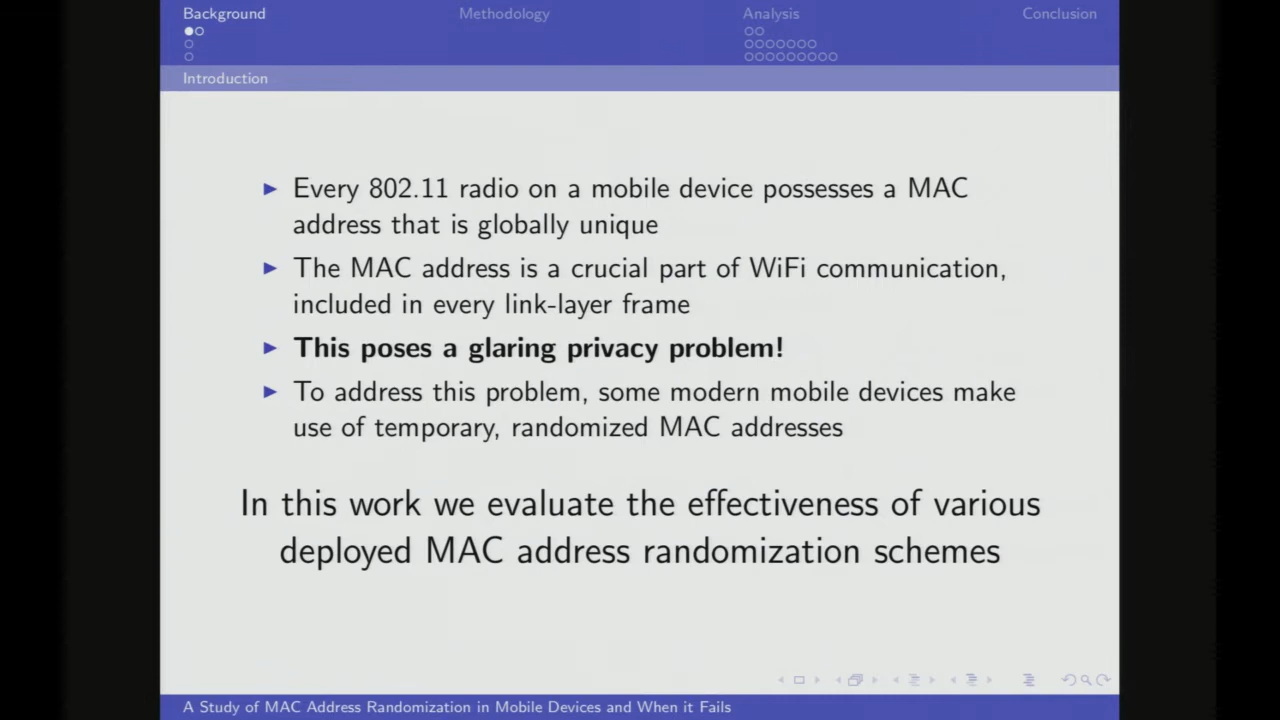 Background Methodology Analysis Conclusion
Introduction
Every 802.11 radio on a mobile device possesses a MAC
address that is globally unique
The MAC address is a crucial part of WiFi communication,
included in every link-layer frame
This poses a glaring privacy problem!
To address this problem, some modern mobile devices make
use of temporary, randomized MAC addresses
In this work we evaluate the effectiveness of various
deployed MAC address randomization schemes
A Study of MAC Address Randomization in Mobile Devices and When it Fails